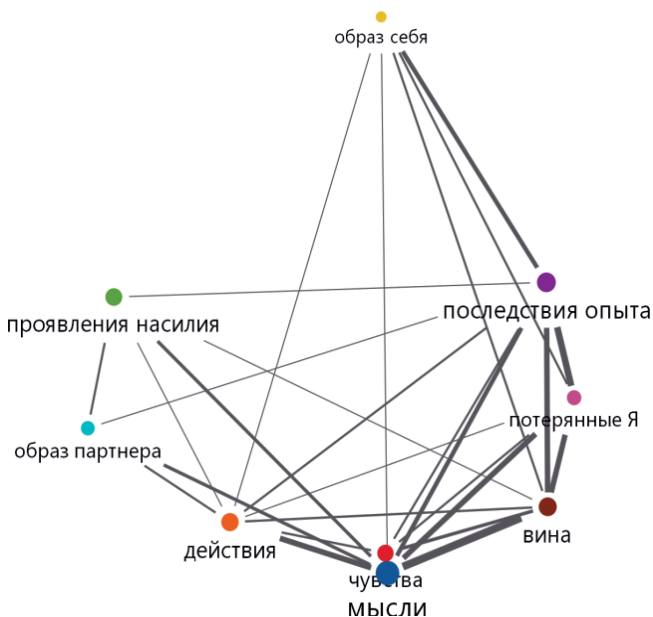 образ себя
проявления насилия
последствия опыта
образ партнера
потерянные Я
действия
вина
чувства
мысли